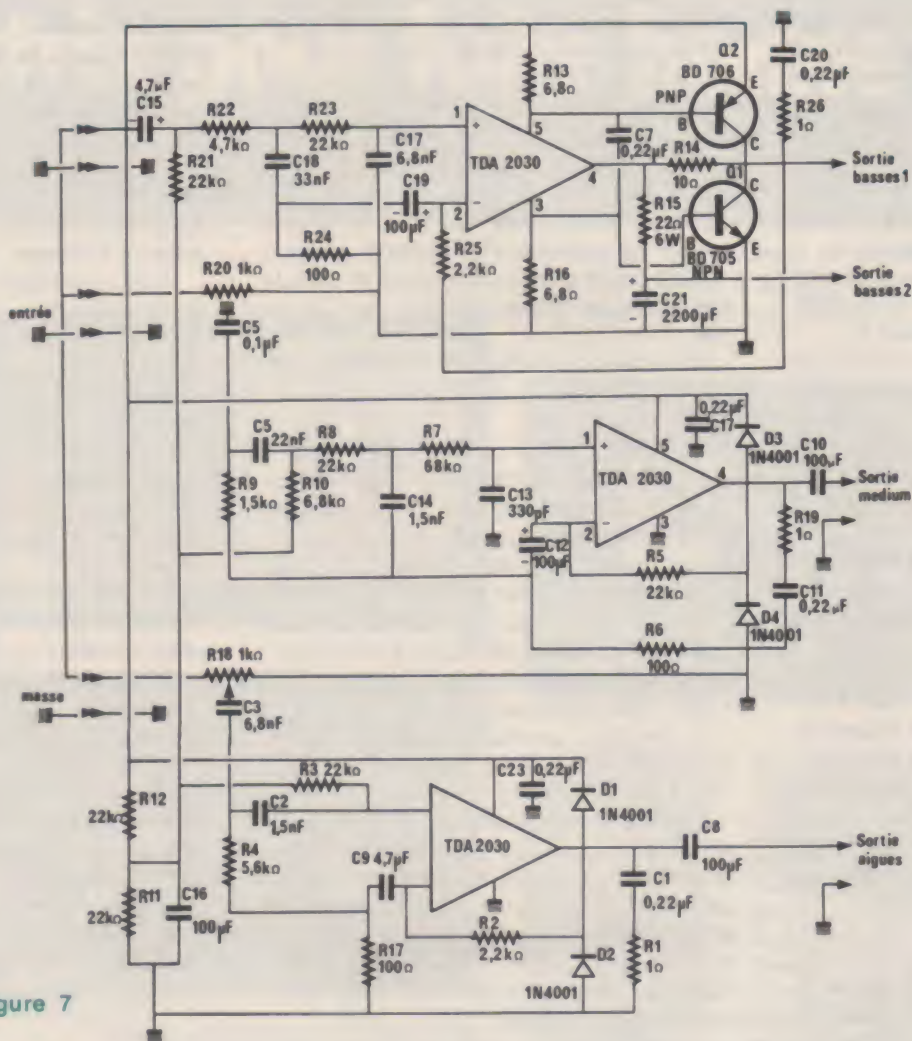 Q2
C20
0,22µF
R13
6,8Ω
BD 706
PNP
E
B
C
R26
1Ω
4,7µF
C15
R22
4,7kΩ
R23
22kΩ
1
+
5
C17
6,8nF
TDA 2030
4
C7
0,22µF
R14
10Ω
Sortie
basses 1
R21
22kΩ
C18
33nF
C19
100µF
-
2
3
Q1
C
R15
22Ω
6W
B
E
BD 705
NPN
R24
100Ω
R25
2,2kΩ
R16
6,8Ω
Sortie
basses 2
R20 1kΩ
entrée
C5
0,1µF
+
C21
2200µF
-
0,22µF
C17
C5
22nF
R8
22kΩ
R7
68kΩ
1
+
5
TDA 2030
4
D3
1N4001
C10
100µF
Sortie
medium
R9
1,5kΩ
R10
6,8kΩ
C14
1,5nF
C13
330pF
-
2
3
R19
1Ω
+
C12
100µF
-
R5
22kΩ
C11
0,22µF
R6
100Ω
D4
1N4001
R18 1kΩ
masse
C3
6,8nF
R3 22kΩ
C23
0,22µF
D1
1N4001
R12
22kΩ
C2
1,5nF
TDA2030
C8
100µF
Sortie
aigues
R4
5,6kΩ
C9 4,7µF
C1
0,22µF
R11
22kΩ
C16
100µF
R2
2,2kΩ
R17
100Ω
D2
1N4001
R1
1Ω
gure 7